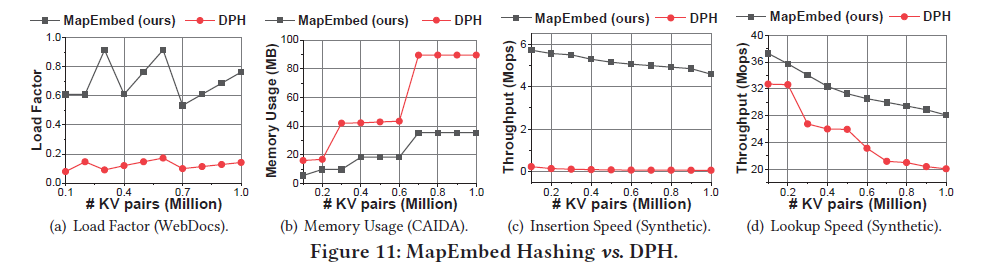 MapEmbed (ours) DPH
1.0
0.8
0.6
0.4
0.2
0.0
Load Factor
0.1 0.4 0.7 1.0
# KV pairs (Million)
(a) Load Factor (WebDocs).
MapEmbed (ours) DPH
100
80
60
40
20
0
Memory Usage (MB)
0.2 0.4 0.6 0.8 1.0
# KV pairs (Million)
(b) Memory Usage (CAIDA).
MapEmbed (ours) DPH
6
4
2
0
Throughput (Mops)
0.2 0.4 0.6 0.8 1.0
# KV pairs (Million)
(c) Insertion Speed (Synthetic).
MapEmbed (ours) DPH
40
36
32
28
24
20
Throughput (Mops)
0.2 0.4 0.6 0.8 1.0
# KV pairs (Million)
(d) Lookup Speed (Synthetic).
Figure 11: MapEmbed Hashing vs. DPH.